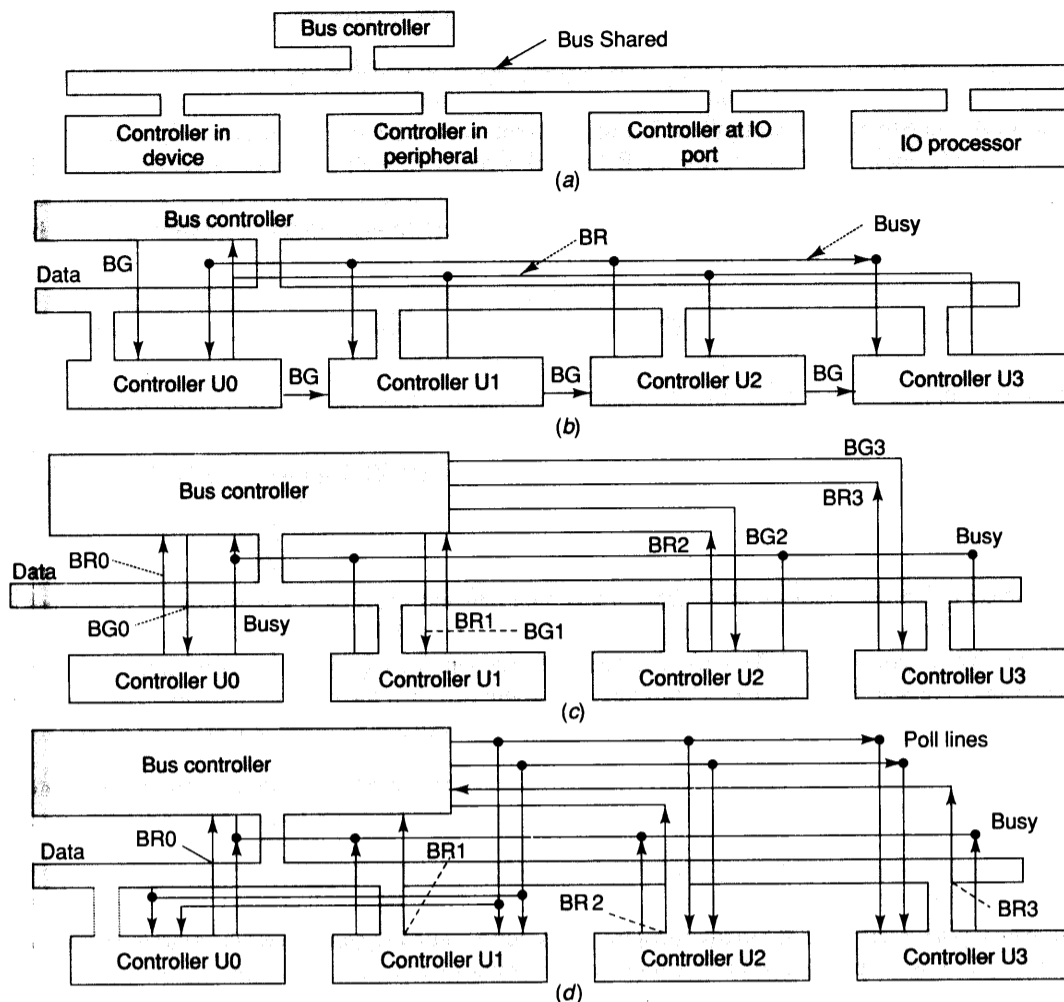 Bus controller
Bus Shared
Controller in
device
Controller in
peripheral
Controller at IO
port
IO processor
(a)
Bus controller
BG
BR
Busy
Data
Controller U0
BG
Controller U1
BG
Controller U2
BG
Controller U3
(b)
Bus controller
BG3
BR3
BR0
BR2
BG2
Busy
Data
BG0
Busy
BR1
BG1
Controller U0
Controller U1
Controller U2
Controller U3
(c)
Bus controller
Poll lines
BR0
Busy
Data
BR1
BR 2
BR3
Controller U0
Controller U1
Controller U2
Controller U3
(d)